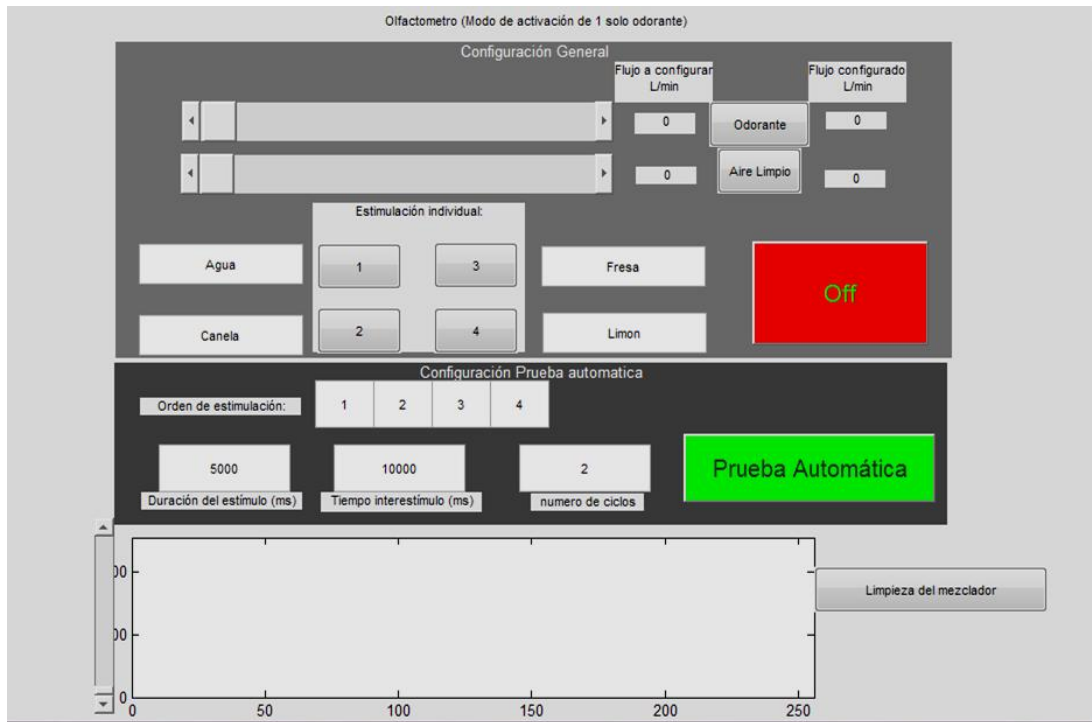 Olfactometro (Modo de activación de 1 solo odorante)
Configuración General
Flujo a configurar
L/min
Flujo configurado
L/min
0
Odorante
0
0
Aire Limpio
0
Estimulación individual:
Agua
1
3
Fresa
Off
Canela
2
4
Limon
Configuración Prueba automatica
Orden de estimulación:
1
2
3
4
5000
10000
2
Prueba Automática
Duración del estímulo (ms)
Tiempo interestímulo (ms)
numero de ciclos
Limpieza del mezclador
00
00
0
0 50 100 150 200 250